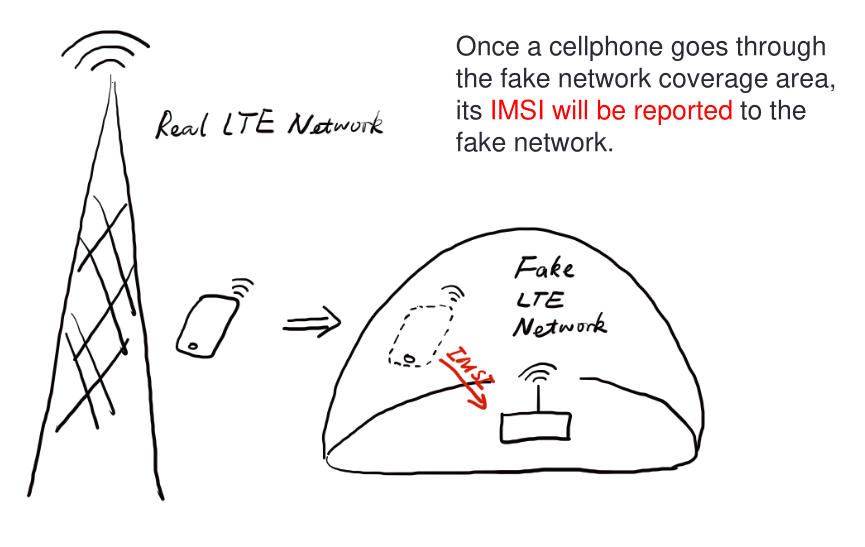 Once a cellphone goes through
the fake network coverage area,
its IMSI will be reported to the
fake network.
Real LTE Network
Fake
LTE
Network
IMSI